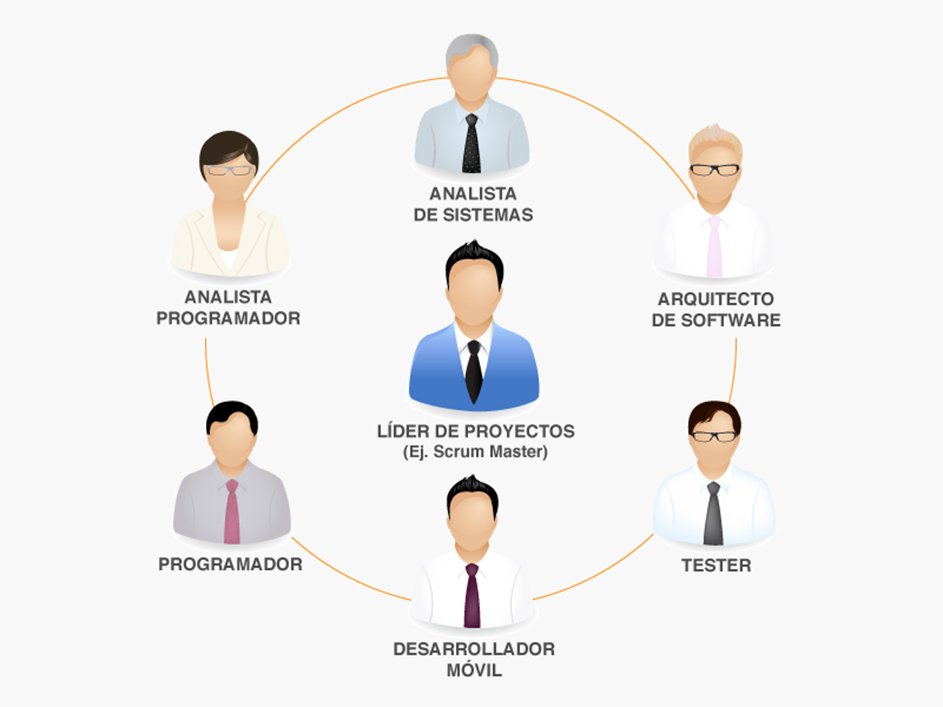 ANALISTA
DE SISTEMAS
ANALISTA
PROGRAMADOR
ARQUITECTO
DE SOFTWARE
LÍDER DE PROYECTOS
(Ej. Scrum Master)
PROGRAMADOR
TESTER
DESARROLLADOR
MÓVIL